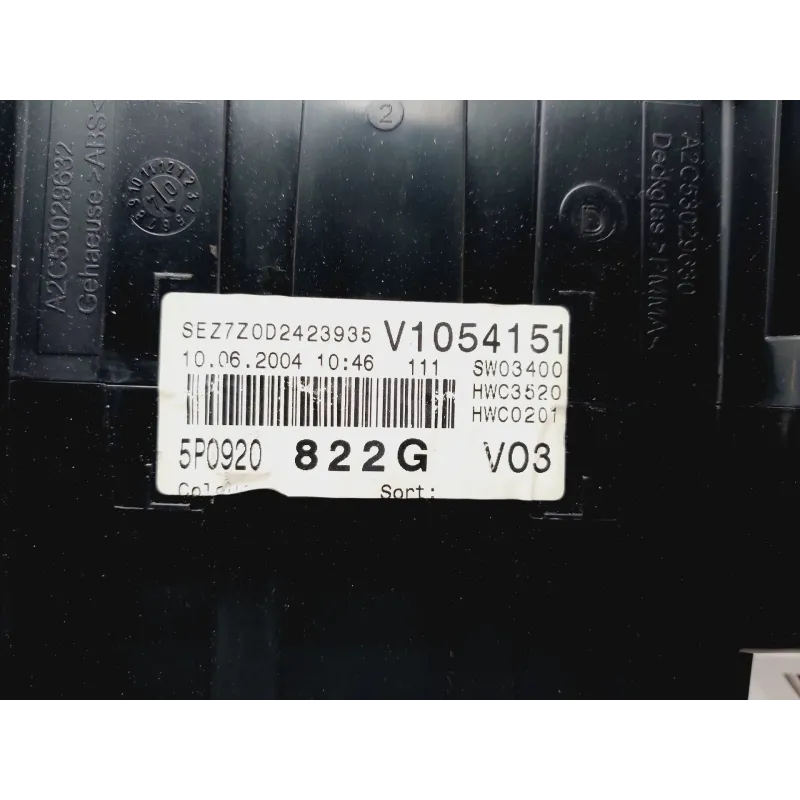 A2C53029632
Gehaeuse >ABS<
2
D
A2C53029630
Deckglas >PMMA<
SEZ7Z0D2423935 V1054151
10.06.2004 10:46 111 SW03400
HWC3520
HWC0201
5P0920 822G V03
Sort: